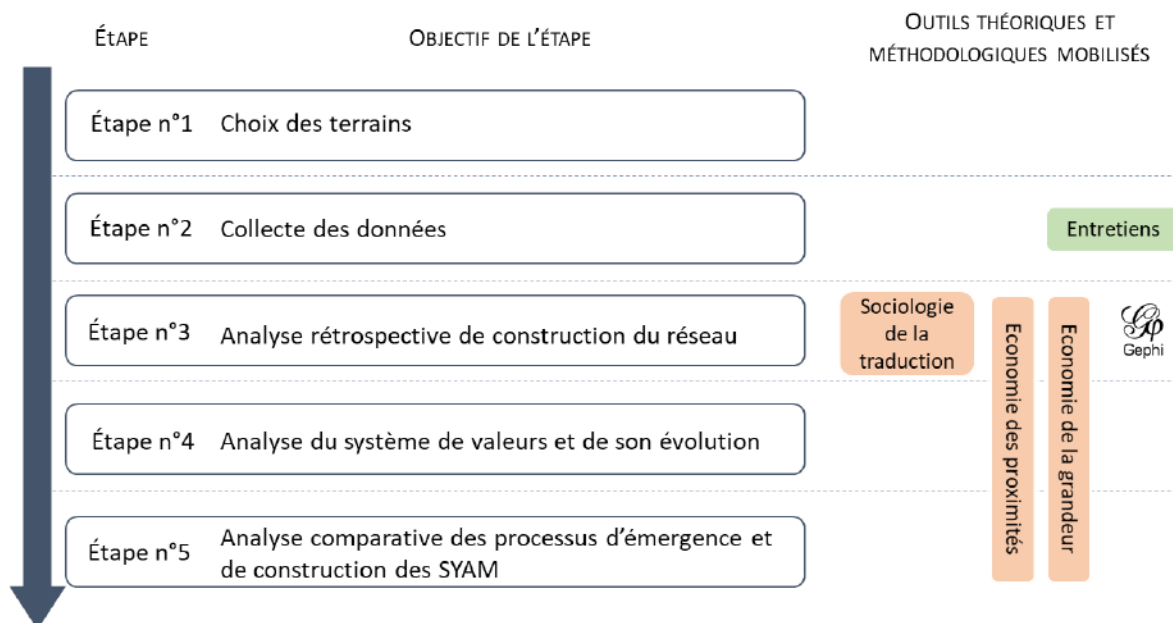 ÉTAPE
OBJECTIF DE L'ÉTAPE
OUTILS THÉORIQUES ET
MÉTHODOLOGIQUES MOBILISÉS
Étape n°1 Choix des terrains
Étape n°2 Collecte des données
Entretiens
Étape n°3 Analyse rétrospective de construction du réseau
Sociologie
de la
traduction
Economie des proximités
Economie de la grandeur
Gephi
Étape n°4 Analyse du système de valeurs et de son évolution
Étape n°5 Analyse comparative des processus d'émergence et
de construction des SYAM